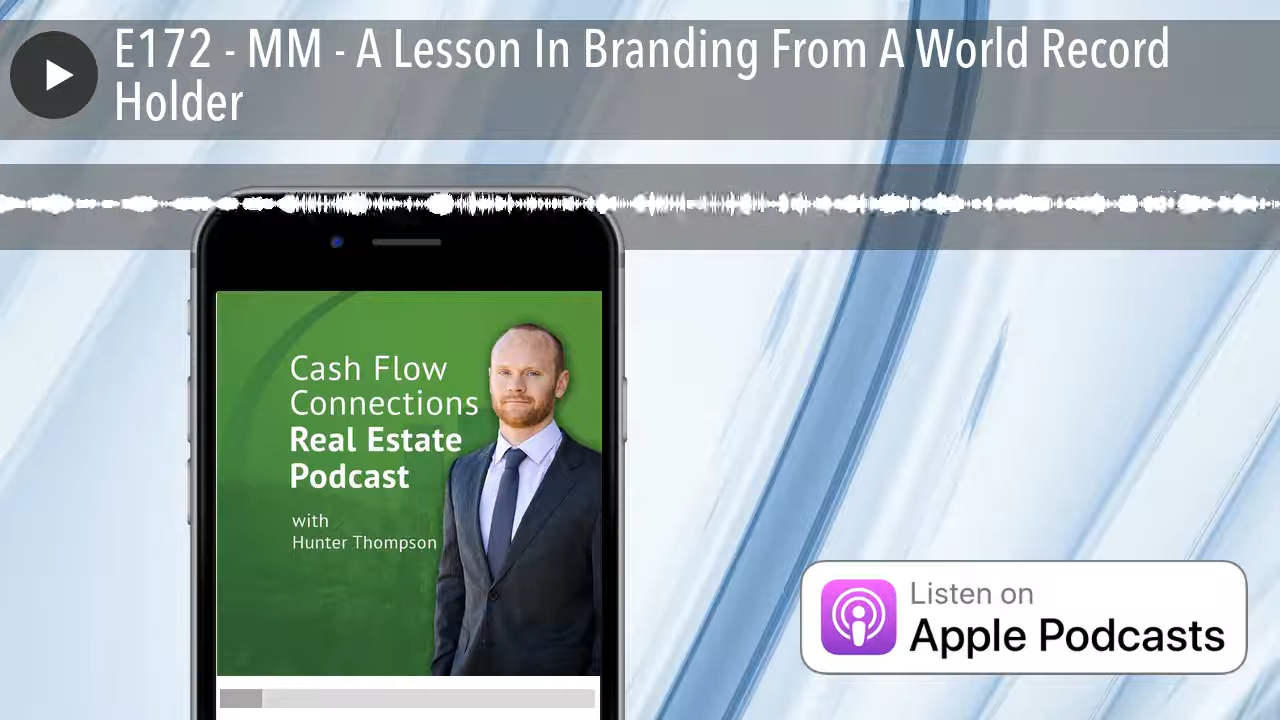 E172 - MM - A Lesson In Branding From A World Record
Holder
Cash Flow
Connections
Real Estate
Podcast
with
Hunter Thompson
Listen on
Apple Podcasts